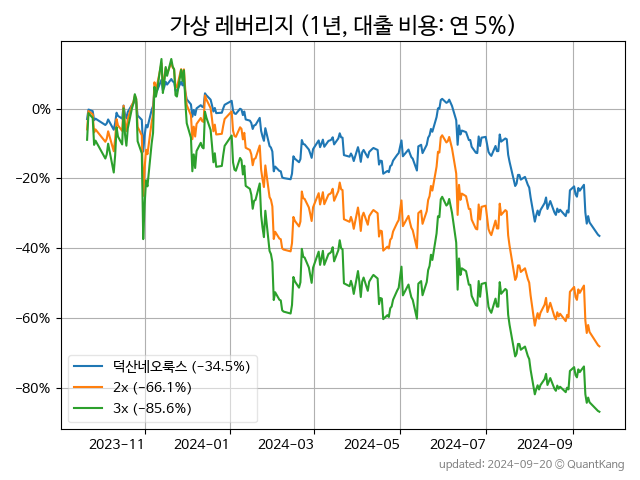 가상 레버리지 (1년, 대출 비용: 연 5%)
0%
−20%
−40%
−60%
−80%
덕산네오룩스 (−34.5%)
2x (−66.1%)
3x (−85.6%)
2023−11 2024−01 2024−03 2024−05 2024−07 2024−09
updated: 2024−09−20 © QuantKang